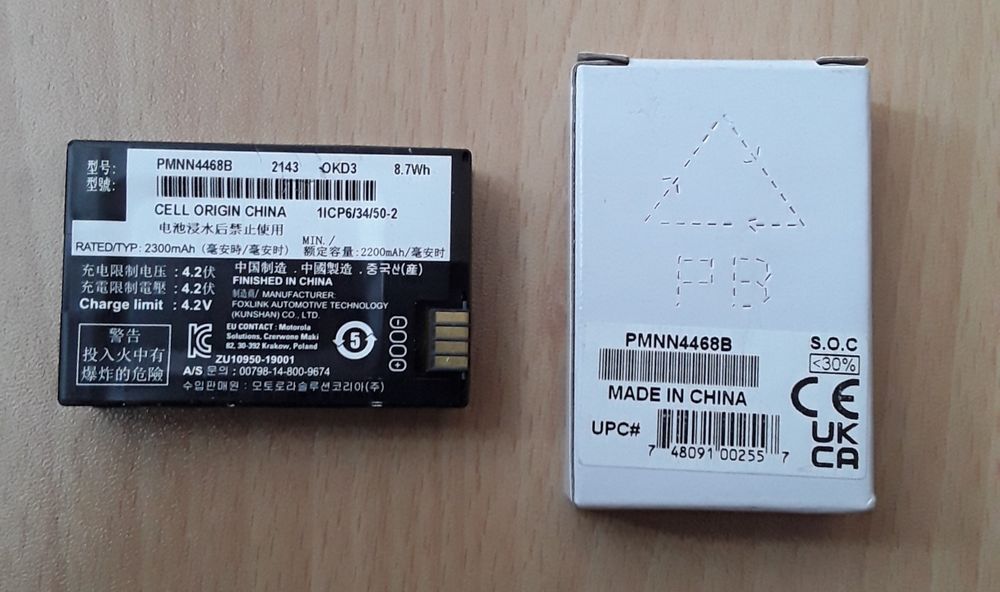 型号:
型號:
PMNN4468B 2143 OKD3 8.7Wh
CELL ORIGIN CHINA 1ICP6/34/50-2
电池浸水后禁止使用
RATED/TYP: 2300mAh (毫安時/毫安时) MIN./额定容量:2200mAh/毫安时
充电限制电压 : 4.2伏
充電限制電壓 : 4.2伏
Charge limit : 4.2V
中国制造 . 中國製造 . 중국산(産)
FINISHED IN CHINA
制造商/ MANUFACTURER:
FOXLINK AUTOMOTIVE TECHNOLOGY
(KUNSHAN) CO., LTD.
警告
投入火中有
爆炸的危險
EU CONTACT : Motorola
Solutions, Czerwone Maki
82, 30-392 Krakow, Poland
5
ZU10950-19001
A/S 문의 : 00798-14-800-9674
수입판매원 : 모토로라솔루션코리아(주)
PB
PMNN4468B
S.O.C
<30%
MADE IN CHINA
CE
UPC#
7 48091 00255 7
UK
CA